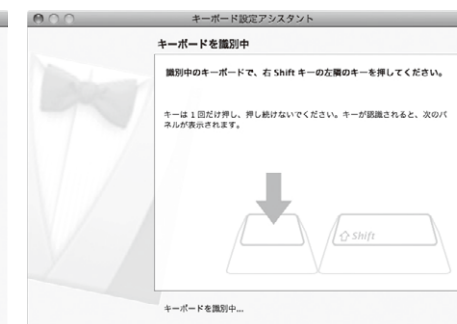 キーボード設定アシスタント
キーボードを識別中
識別中のキーボードで、右 Shift キーの左隣のキーを押してください。
キーは 1 回だけ押し、押し続けないでください。キーが認識されると、次のパ
ネルが表示されます。
Shift
キーボードを識別中...